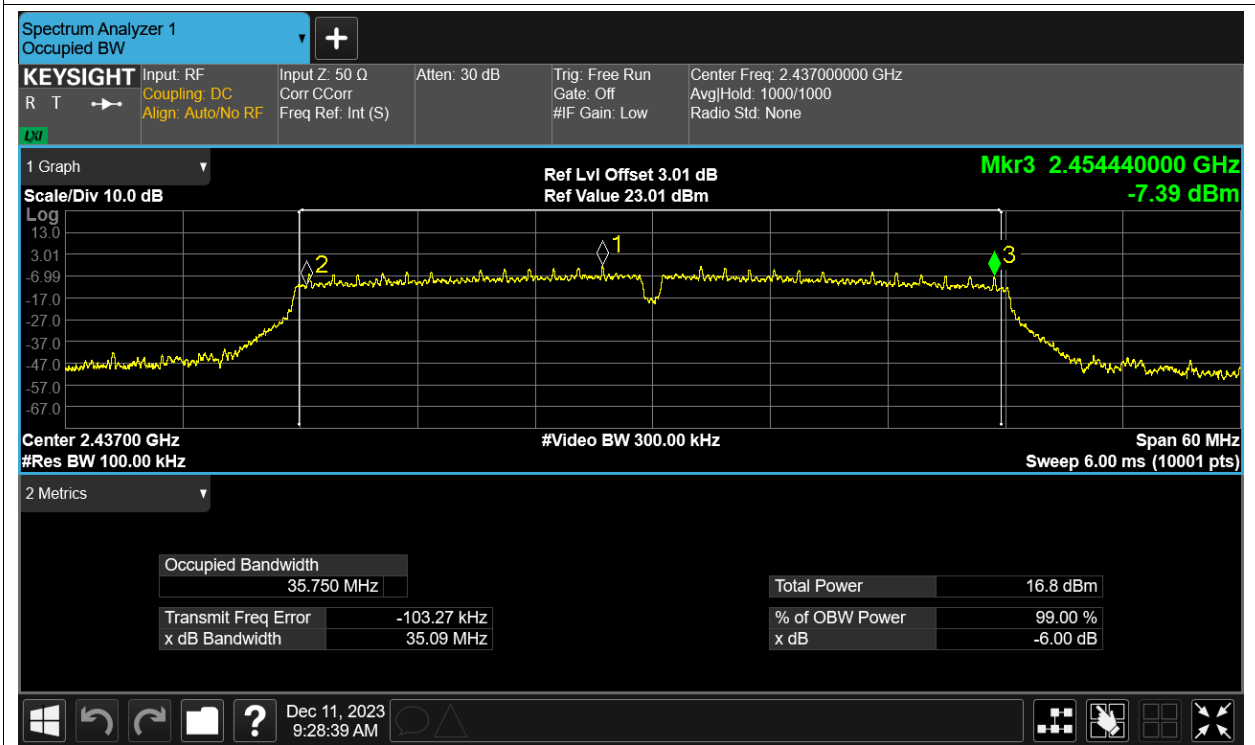 Spectrum Analyzer 1
Occupied BW
KEYSIGHT
R T
LXI
Input: RF
Coupling: DC
Align: Auto/No RF
Input Z: 50 Ω
Corr CCorr
Freq Ref: Int (S)
Atten: 30 dB
Trig: Free Run
Gate: Off
#IF Gain: Low
Center Freq: 2.437000000 GHz
Avg|Hold: 1000/1000
Radio Std: None
1 Graph
Scale/Div 10.0 dB
Ref Lvl Offset 3.01 dB
Ref Value 23.01 dBm
Mkr3 2.454440000 GHz
-7.39 dBm
Log
13.0
3.01
-6.99
-17.0
-27.0
-37.0
-47.0
-57.0
-67.0
2
1
3
Center 2.43700 GHz
#Res BW 100.00 kHz
#Video BW 300.00 kHz
Span 60 MHz
Sweep 6.00 ms (10001 pts)
2 Metrics
Occupied Bandwidth
35.750 MHz
Transmit Freq Error -103.27 kHz
x dB Bandwidth 35.09 MHz
Total Power 16.8 dBm
% of OBW Power 99.00 %
x dB -6.00 dB
?
Dec 11, 2023
9:28:39 AM